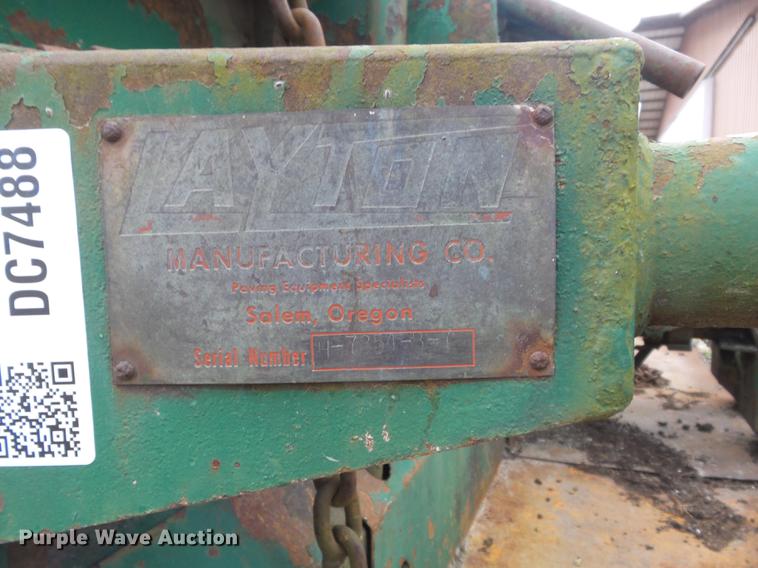 DC7488
LAYTON
MANUFACTURING CO.
Paving Equipment Specialists
Salem, Oregon
Serial Number
Purple Wave Auction